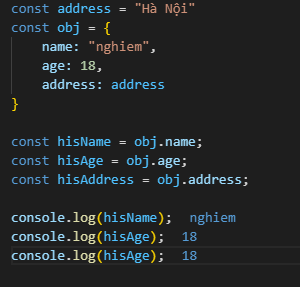 const address = "Hà Nội"
const obj = {
    name: "nghiem",
    age: 18,
    address: address
}

const hisName = obj.name;
const hisAge = obj.age;
const hisAddress = obj.address;

console.log(hisName);  nghiem
console.log(hisAge);  18
console.log(hisAge);  18